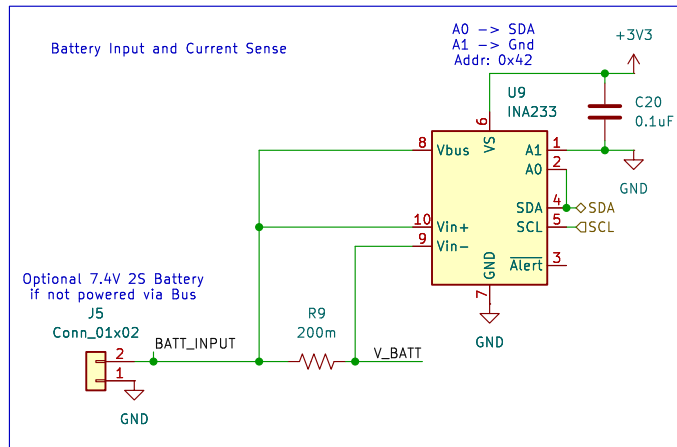 Battery Input and Current Sense
A0 -> SDA
A1 -> Gnd
Addr: 0x42
+3V3
U9
INA233
C20
0.1uF
6
VS
8
Vbus
A1
1
A0
2
GND
SDA
4
SDA
10
Vin+
SCL
5
SCL
9
Vin-
GND
Alert
3
7
GND
Optional 7.4V 2S Battery
if not powered via Bus
J5
Conn_01x02
R9
200m
2
BATT_INPUT
V_BATT
1
GND